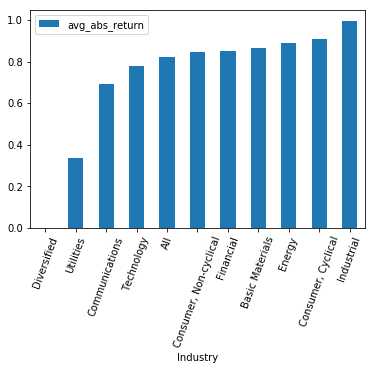 avg_abs_return
1.0
0.8
0.6
0.4
0.2
0.0
Diversified
Utilities
Communications
Technology
All
Consumer, Non-cyclical
Financial
Basic Materials
Energy
Consumer, Cyclical
Industrial
Industry